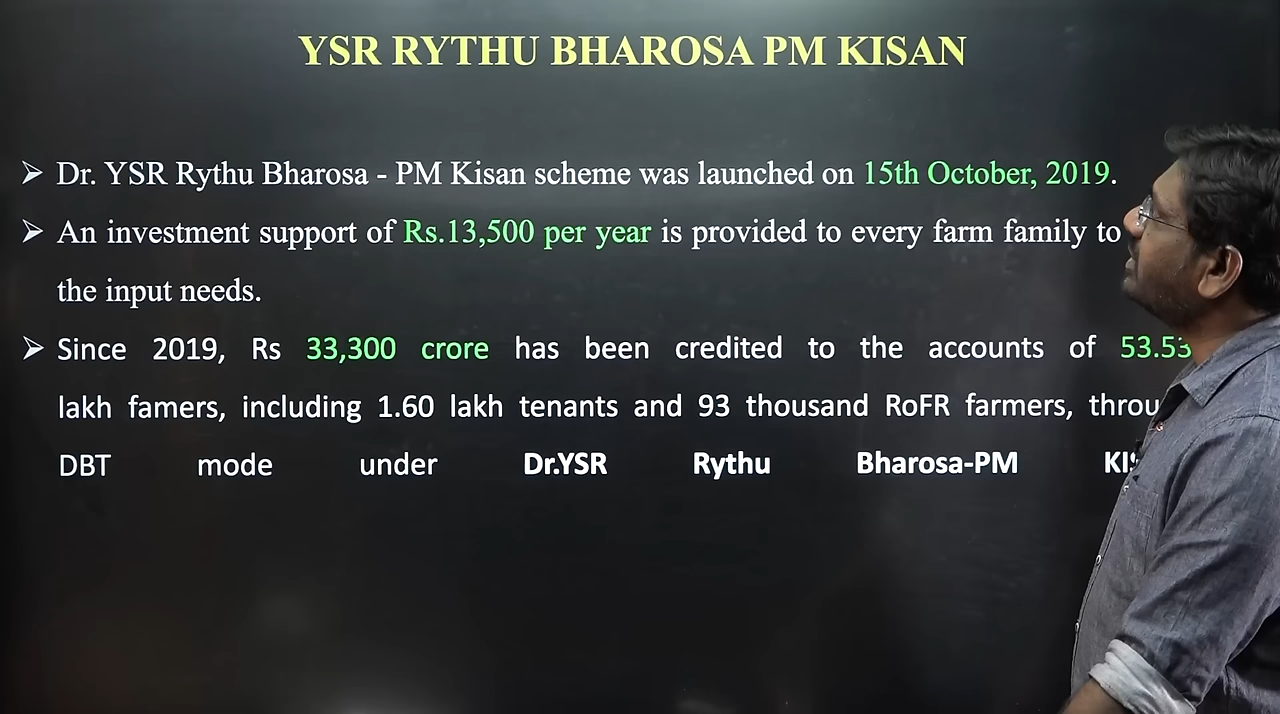 YSR RYTHU BHAROSA PM KISAN
➢ Dr. YSR Rythu Bharosa - PM Kisan scheme was launched on 15th October, 2019.
➢ An investment support of Rs.13,500 per year is provided to every farm family to
the input needs.
➢ Since 2019, Rs 33,300 crore has been credited to the accounts of 53.53
lakh famers, including 1.60 lakh tenants and 93 thousand RoFR farmers,
DBT mode under Dr.YSR Rythu Bharosa-PM